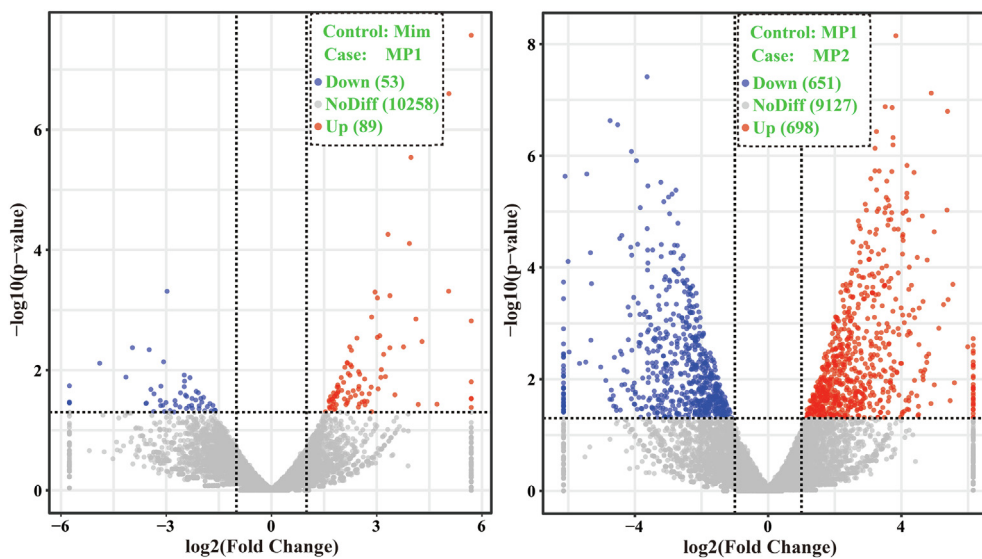 Control: Mim
Case: MP1
Down (53)
NoDiff (10258)
Up (89)
6
4
2
0
−log10(p−value)
−6
−3
0
3
6
log2(Fold Change)
Control: MP1
Case: MP2
Down (651)
NoDiff (9127)
Up (698)
8
6
4
2
0
−log10(p−value)
−4
0
4
log2(Fold Change)